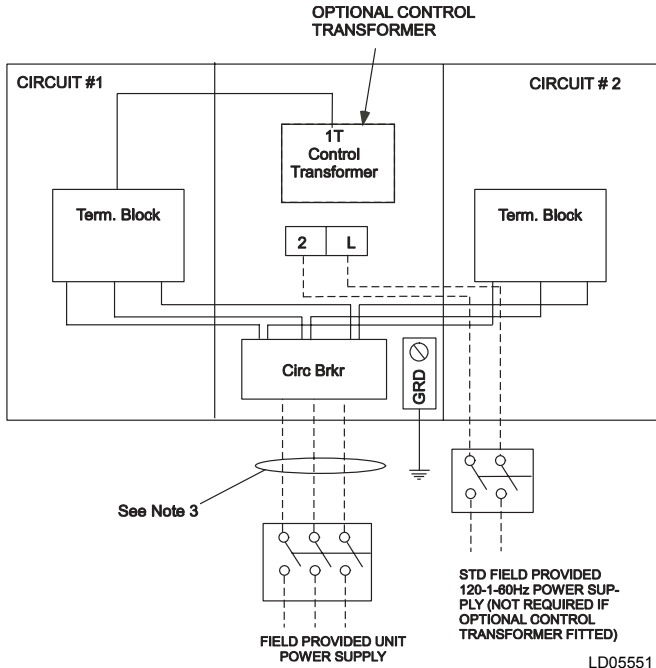 OPTIONAL CONTROL
TRANSFORMER
CIRCUIT #1
CIRCUIT # 2
1T
Control
Transformer
Term. Block
Term. Block
2 L
Circ Brkr
GRD
See Note 3
STD FIELD PROVIDED
120-1-60Hz POWER SUP-
PLY (NOT REQUIRED IF
OPTIONAL CONTROL
TRANSFORMER FITTED)
FIELD PROVIDED UNIT
POWER SUPPLY
LD05551